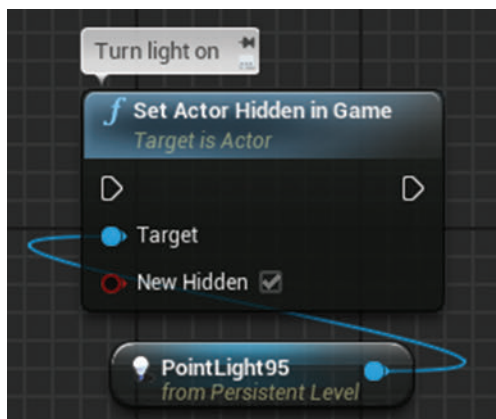 Turn light on
f Set Actor Hidden in Game
Target is Actor
Target
New Hidden
PointLight95
from Persistent Level